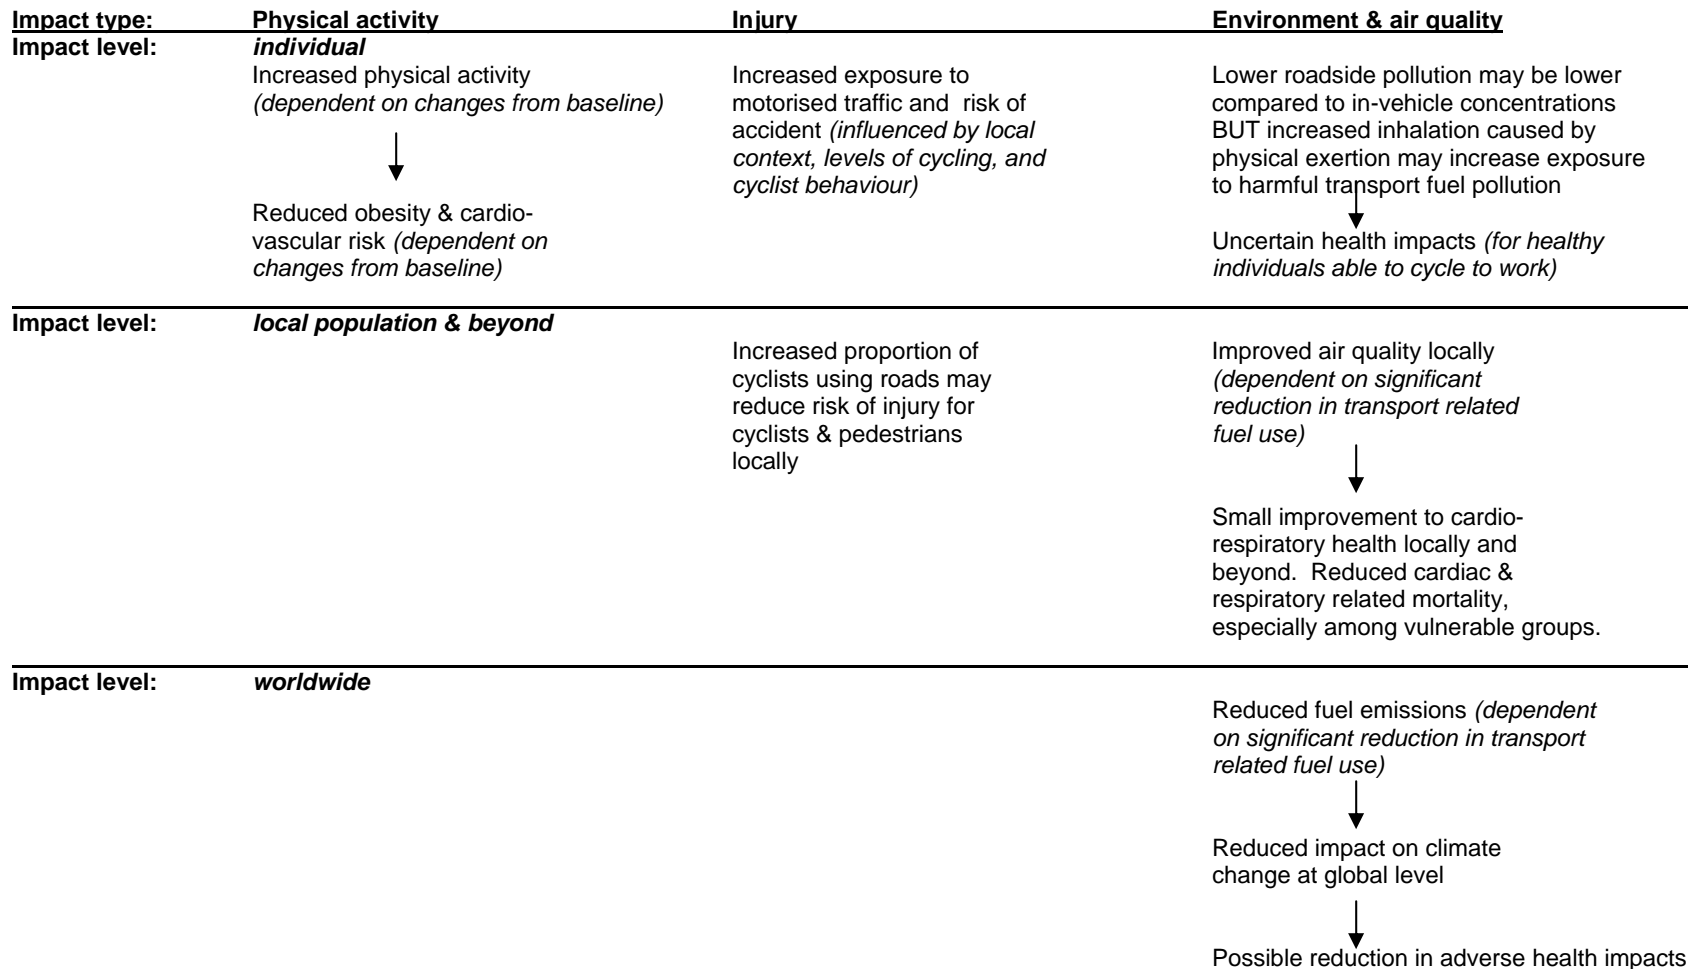 Impact type: Physical activity Injury Environment & air quality
Impact level: individual
Increased physical activity
(dependent on changes from baseline)
Reduced obesity & cardio-
vascular risk (dependent on
changes from baseline)
Increased exposure to
motorised traffic and risk of
accident (influenced by local
context, levels of cycling, and
cyclist behaviour)
Lower roadside pollution may be lower
compared to in-vehicle concentrations
BUT increased inhalation caused by
physical exertion may increase exposure
to harmful transport fuel pollution
Uncertain health impacts (for healthy
individuals able to cycle to work)
Impact level: local population & beyond
Increased proportion of
cyclists using roads may
reduce risk of injury for
cyclists & pedestrians
locally
Improved air quality locally
(dependent on significant
reduction in transport related
fuel use)
Small improvement to cardio-
respiratory health locally and
beyond. Reduced cardiac &
respiratory related mortality,
especially among vulnerable groups.
Impact level: worldwide
Reduced fuel emissions (dependent
on significant reduction in transport
related fuel use)
Reduced impact on climate
change at global level
Possible reduction in adverse health impacts